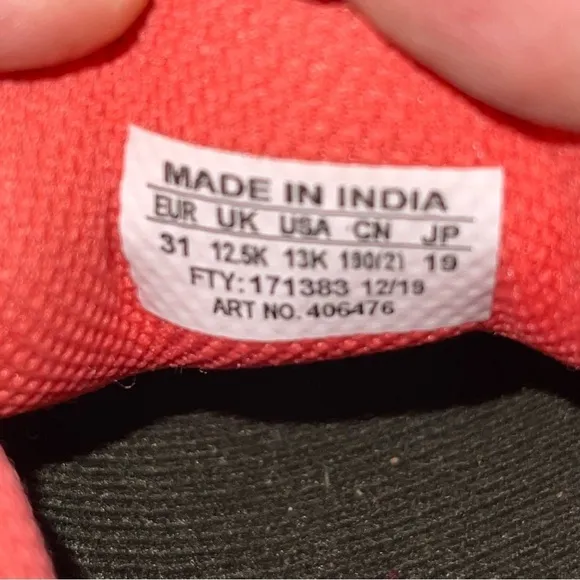 MADE IN INDIA
EUR UK USA CN JP
31 12.5K 13K 190(2) 19
FTY:171383 12/19
ART NO. 406476